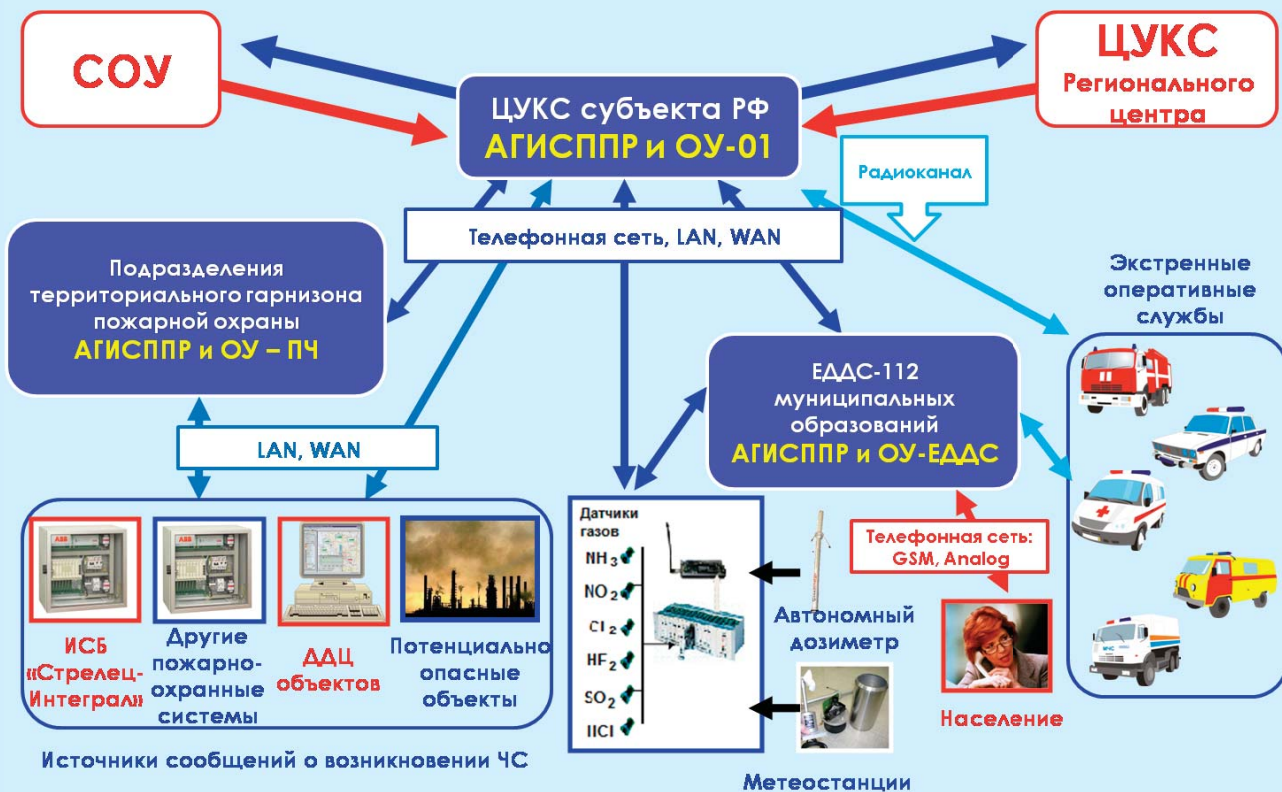 СОУ
ЦУКС
Регионального
центра
ЦУКС субъекта РФ
АГИСППР и ОУ-01
Радиоканал
Телефонная сеть, LAN, WAN
Подразделения
территориального гарнизона
пожарной охраны
АГИСППР и ОУ – ПЧ
Экстренные
оперативные
службы
ЕДДС-112
муниципальных
образований
АГИСППР и ОУ-ЕДДС
LAN, WAN
ABB
ABB
ИСБ
«Стрелец-
Интеграл»
Другие
пожарно-
охранные
системы
ДДЦ
объектов
Потенциально
опасные
объекты
Источники сообщений о возникновении ЧС
Датчики
газов
NH3
NO2
Cl2
HF2
SO2
HCl
Автономный
дозиметр
Метеостанции
Телефонная сеть:
GSM, Analog
Население
МЧС